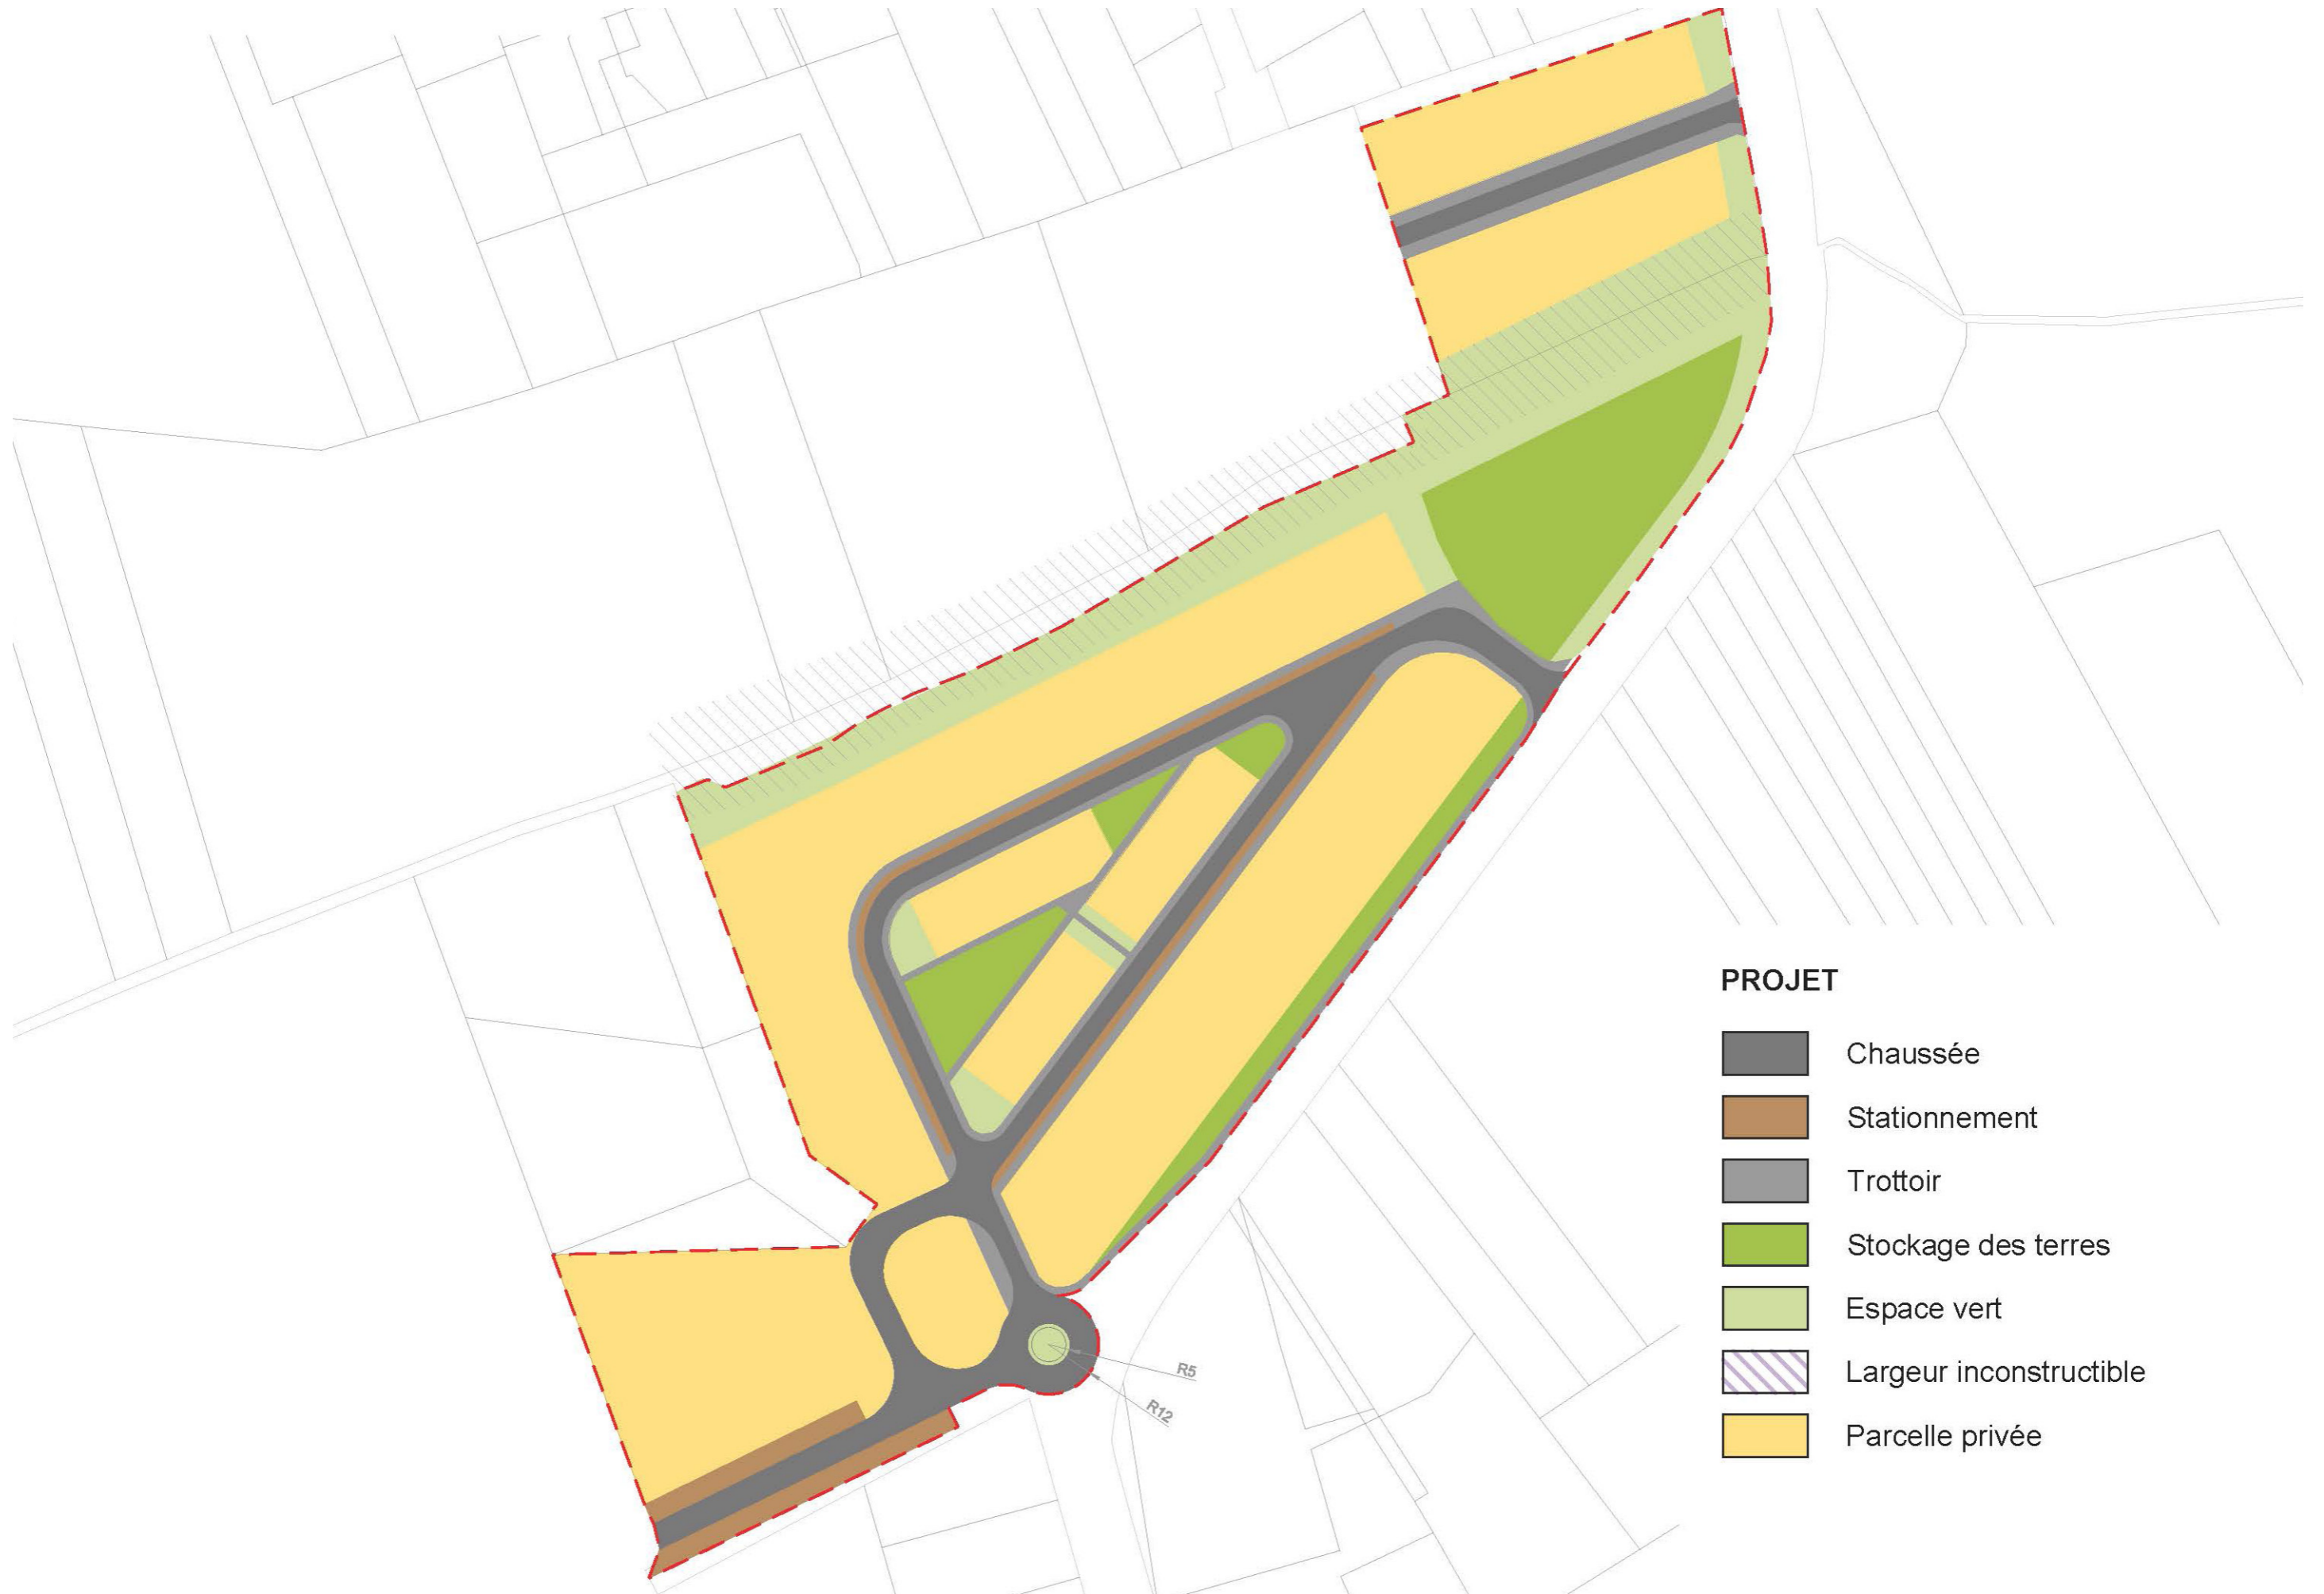 PROJET
Chaussée
Stationnement
Trottoir
Stockage des terres
Espace vert
Largeur inconstructible
Parcelle privée
R5
R12